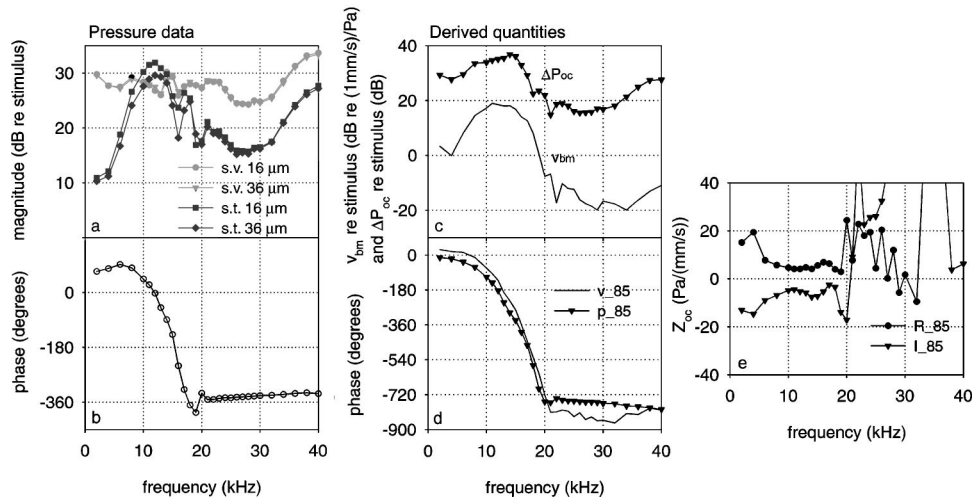 Pressure data
magnitude (dB re stimulus)
30
20
10
s.v. 16 μm
s.v. 36 μm
s.t. 16 μm
s.t. 36 μm
a
phase (degrees)
0
-180
-360
b
0 10 20 30 40
frequency (kHz)
Derived quantities
v_bm re stimulus (dB re (1mm/s)/Pa)
and ΔP_oc re stimulus (dB)
40
20
0
-20
ΔP_oc
v_bm
c
phase (degrees)
0
-180
-360
-540
-720
-900
v_85
p_85
d
0 10 20 30 40
frequency (kHz)
Z_oc (Pa/(mm/s))
40
20
0
-20
-40
R_85
I_85
e
0 10 20 30 40
frequency (kHz)